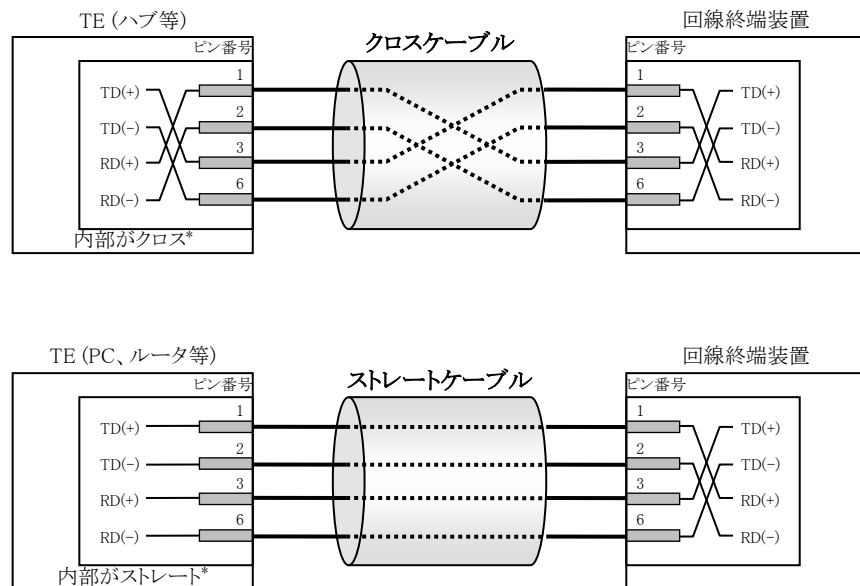 TE (ハブ等)
回線終端装置
ピン番号
クロスケーブル
ピン番号
1
1
TD(+)
TD(+)
2
2
TD(−)
TD(−)
3
3
RD(+)
RD(+)
6
6
RD(−)
RD(−)
内部がクロス*
TE (PC、ルータ等)
回線終端装置
ピン番号
ストレートケーブル
ピン番号
1
1
TD(+)
TD(+)
2
2
TD(−)
TD(−)
3
3
RD(+)
RD(+)
6
6
RD(−)
RD(−)
内部がストレート*